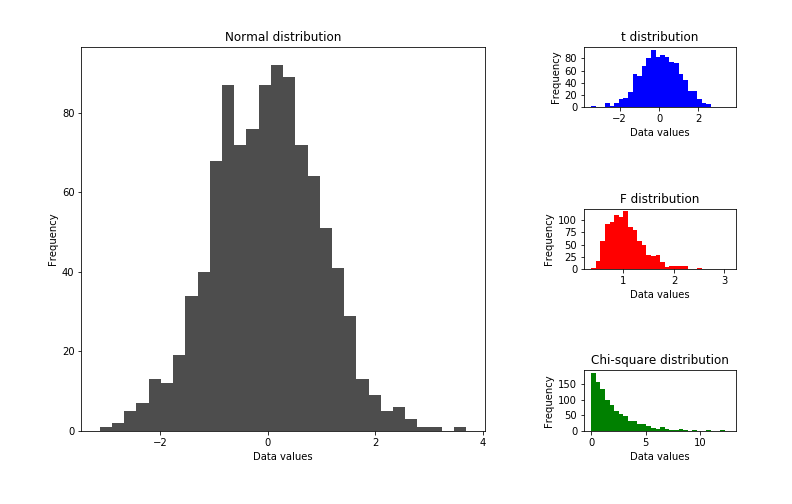 Normal distribution
Frequency
80
60
40
20
0
−2
0
2
4
Data values
t distribution
Frequency
80
60
40
20
0
−2
0
2
Data values
F distribution
Frequency
100
75
50
25
0
1
2
3
Data values
Chi-square distribution
Frequency
150
100
50
0
0
5
10
Data values